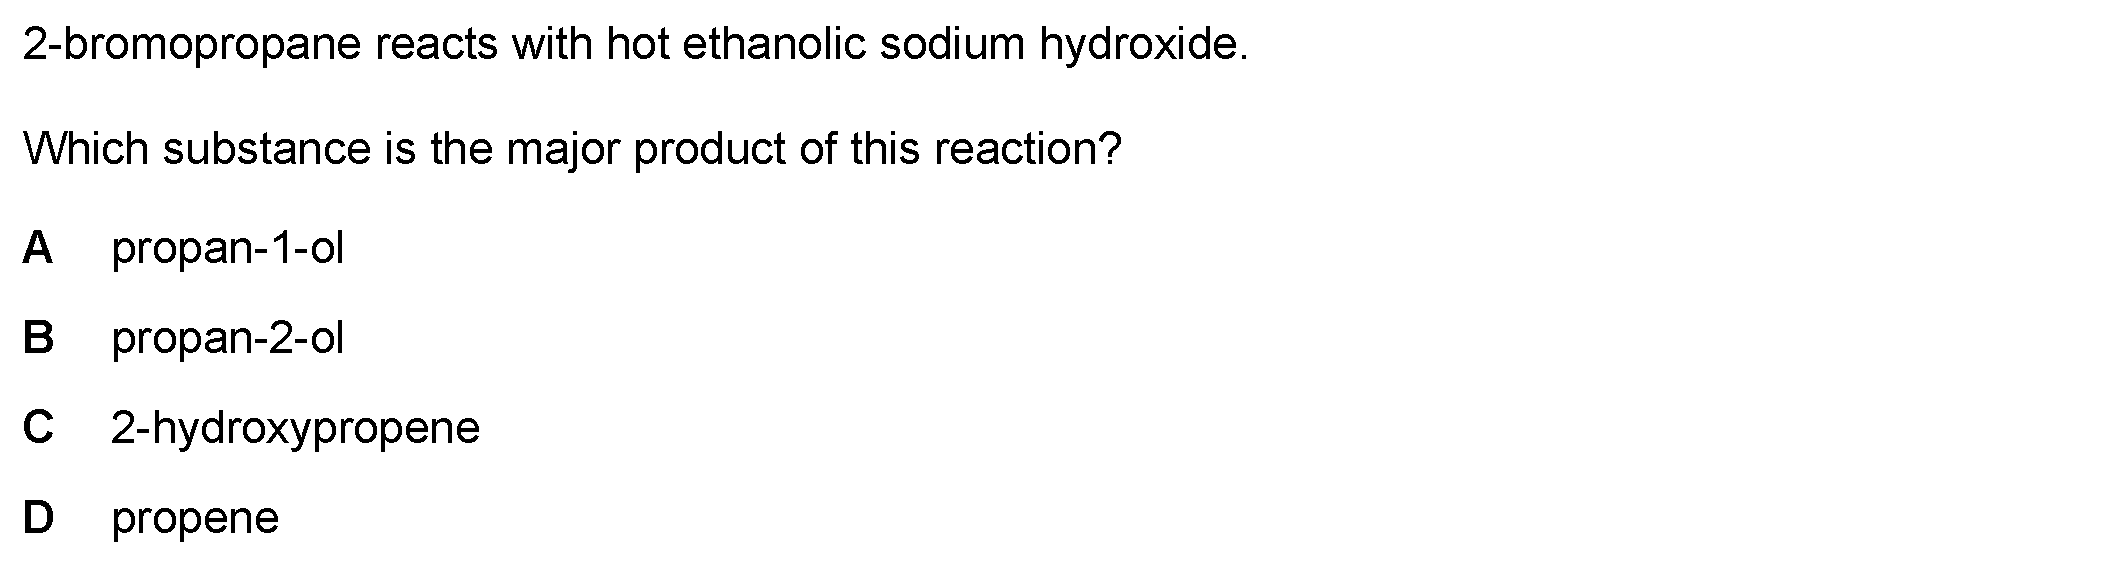 2-bromopropane reacts with hot ethanolic sodium hydroxide.
Which substance is the major product of this reaction?
A propan-1-ol
B propan-2-ol
C 2-hydroxypropene
D propene